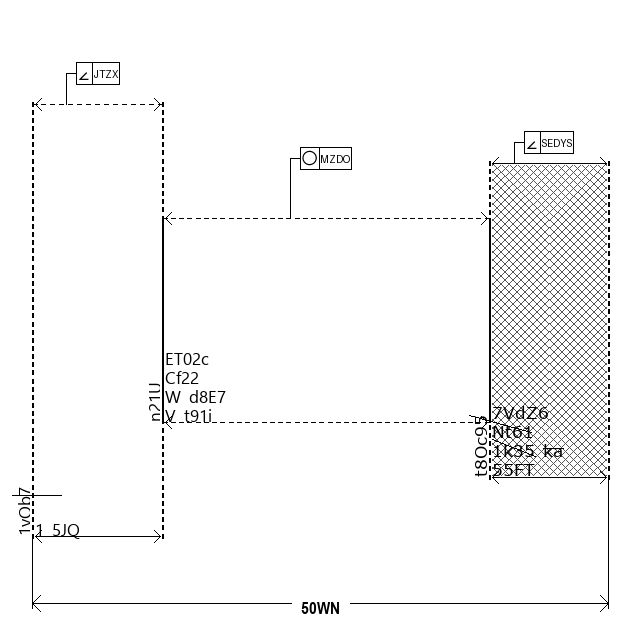 JTZX
SEDYS
MZDO
ET02c
Cf22
W d8E7
V t91i
n21U
7VdZ6
Nt61
1k35 ka
55FT
t8Oc95
1vOb7
1 5JQ
50WN